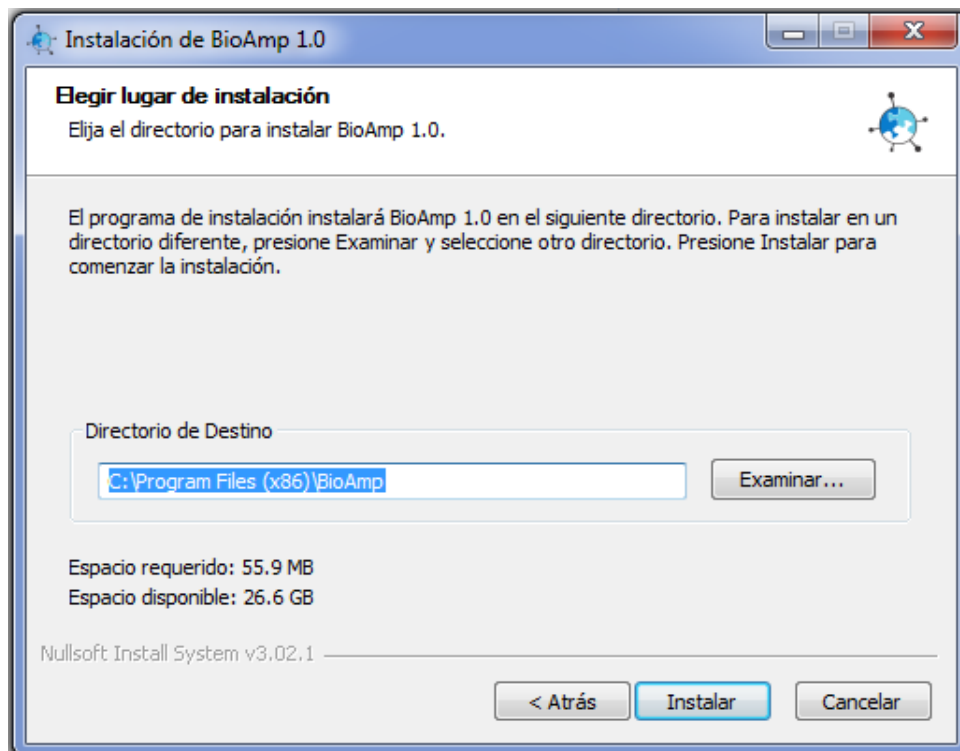 Instalación de BioAmp 1.0
Elegir lugar de instalación
Elija el directorio para instalar BioAmp 1.0.
El programa de instalación instalará BioAmp 1.0 en el siguiente directorio. Para instalar en un
directorio diferente, presione Examinar y seleccione otro directorio. Presione Instalar para
comenzar la instalación.
Directorio de Destino
C:\Program Files (x86)\BioAmp
Examinar...
Espacio requerido: 55.9 MB
Espacio disponible: 26.6 GB
Nullsoft Install System v3.02.1
< Atrás
Instalar
Cancelar